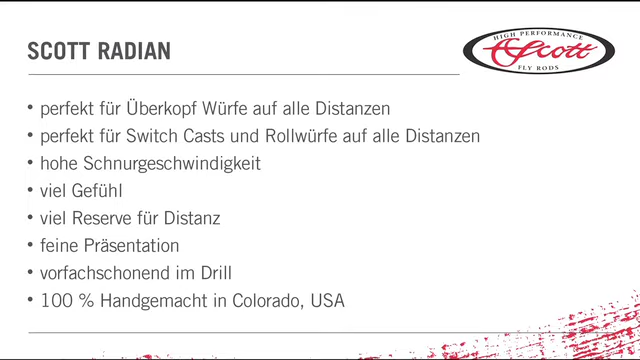 SCOTT RADIAN
HIGH PERFORMANCE
Scott
FLY RODS
• perfekt für Überkopf Würfe auf alle Distanzen
• perfekt für Switch Casts und Rollwürfe auf alle Distanzen
• hohe Schnurgeschwindigkeit
• viel Gefühl
• viel Reserve für Distanz
• feine Präsentation
• vorfachschonend im Drill
• 100 % Handgemacht in Colorado, USA